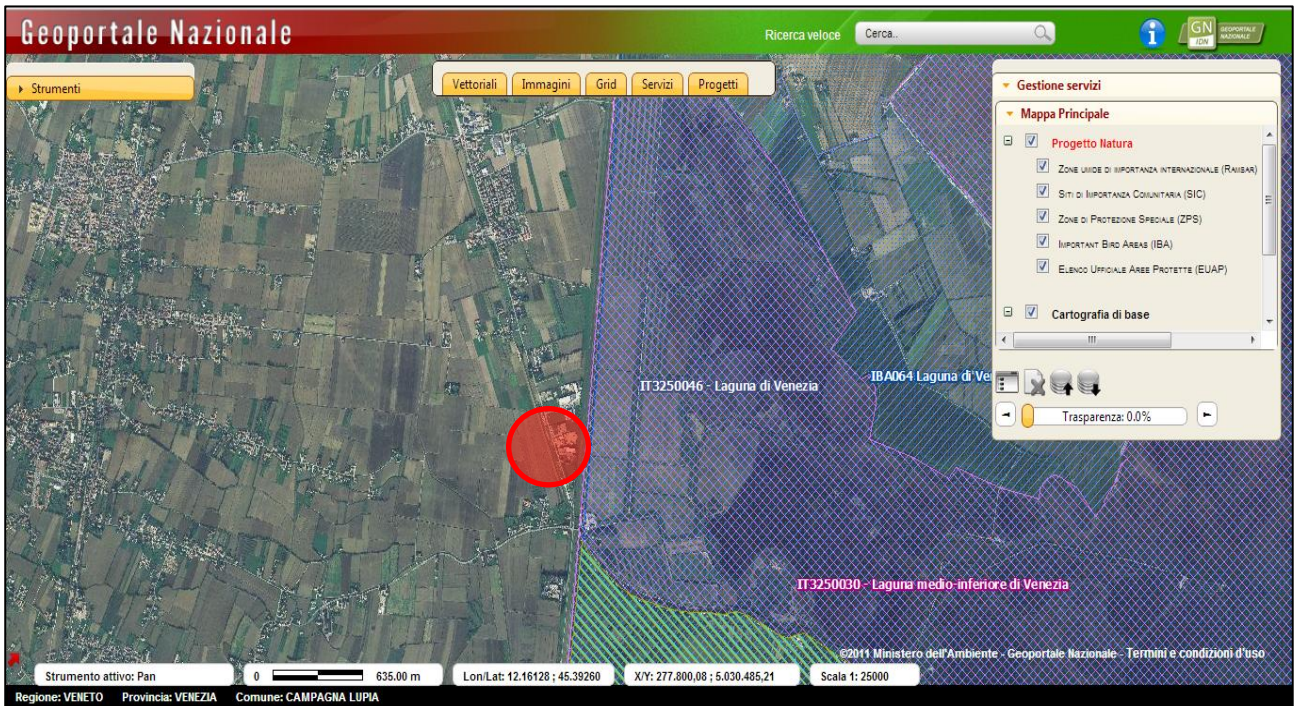 Geoportale Nazionale
Ricerca veloce
Cerca..
i
GN
IDN
GEOPORTALE
NAZIONALE
Strumenti
Vettoriali
Immagini
Grid
Servizi
Progetti
Gestione servizi
Mappa Principale
Progetto Natura
Zone umide di importanza internazionale (Ramsar)
Siti di Importanza Comunitaria (SIC)
Zone di Protezione Speciale (ZPS)
Important Bird Areas (IBA)
Elenco Ufficiale Aree Protette (EUAP)
Cartografia di base
Trasparenza: 0.0%
IT3250046 - Laguna di Venezia
IBA064 Laguna di Ve
IT3250030 - Laguna medio-inferiore di Venezia
©2011 Ministero dell'Ambiente - Geoportale Nazionale - Termini e condizioni d'uso
Strumento attivo: Pan
0
635.00 m
Lon/Lat: 12.16128 ; 45.39260
X/Y: 277.800,08 ; 5.030.485,21
Scala 1: 25000
Regione: VENETO Provincia: VENEZIA Comune: CAMPAGNA LUPIA